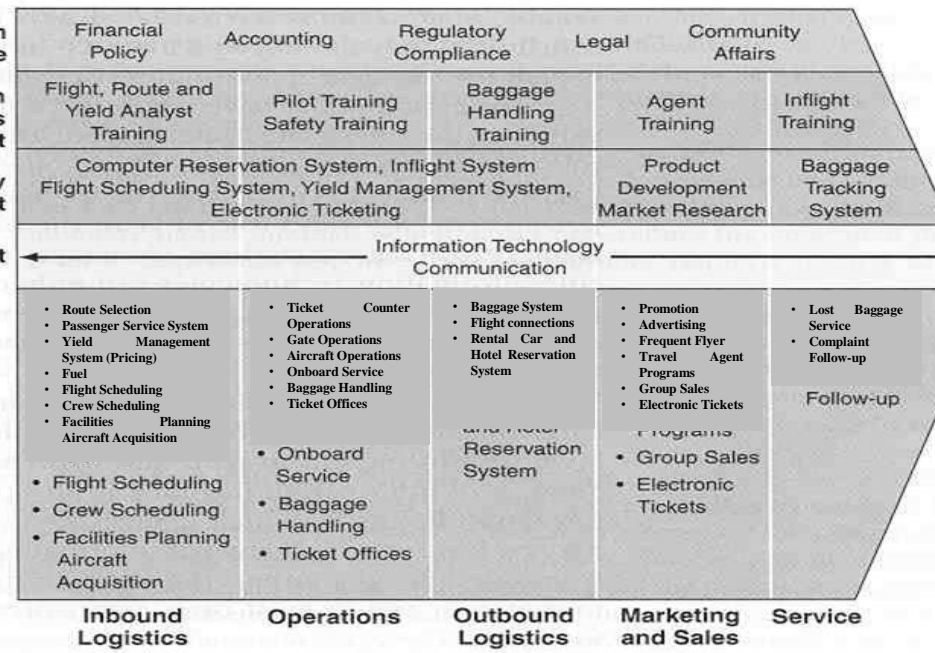 Financial Policy
Accounting
Regulatory Compliance
Legal
Community Affairs
Flight, Route and Yield Analyst Training
Pilot Training Safety Training
Baggage Handling Training
Agent Training
Inflight Training
Computer Reservation System, Inflight System
Flight Scheduling System, Yield Management System,
Electronic Ticketing
Product Development Market Research
Baggage Tracking System
Information Technology
Communication
• Route Selection
• Passenger Service System
• Yield Management
System (Pricing)
• Fuel
• Flight Scheduling
• Crew Scheduling
• Facilities Planning
Aircraft Acquisition
• Flight Scheduling
• Crew Scheduling
• Facilities Planning
Aircraft
Acquisition
• Ticket Counter
Operations
• Gate Operations
• Aircraft Operations
• Onboard Service
• Baggage Handling
• Ticket Offices
• Onboard
Service
• Baggage
Handling
• Ticket Offices
• Baggage System
• Flight connections
• Rental Car and
Hotel Reservation
System
and Hotel
Reservation
System
• Promotion
• Advertising
• Frequent Flyer
• Travel Agent
Programs
• Group Sales
• Electronic Tickets
Programs
• Group Sales
• Electronic
Tickets
• Lost Baggage
Service
• Complaint
Follow-up
Follow-up
Inbound
Logistics
Operations
Outbound
Logistics
Marketing
and Sales
Service